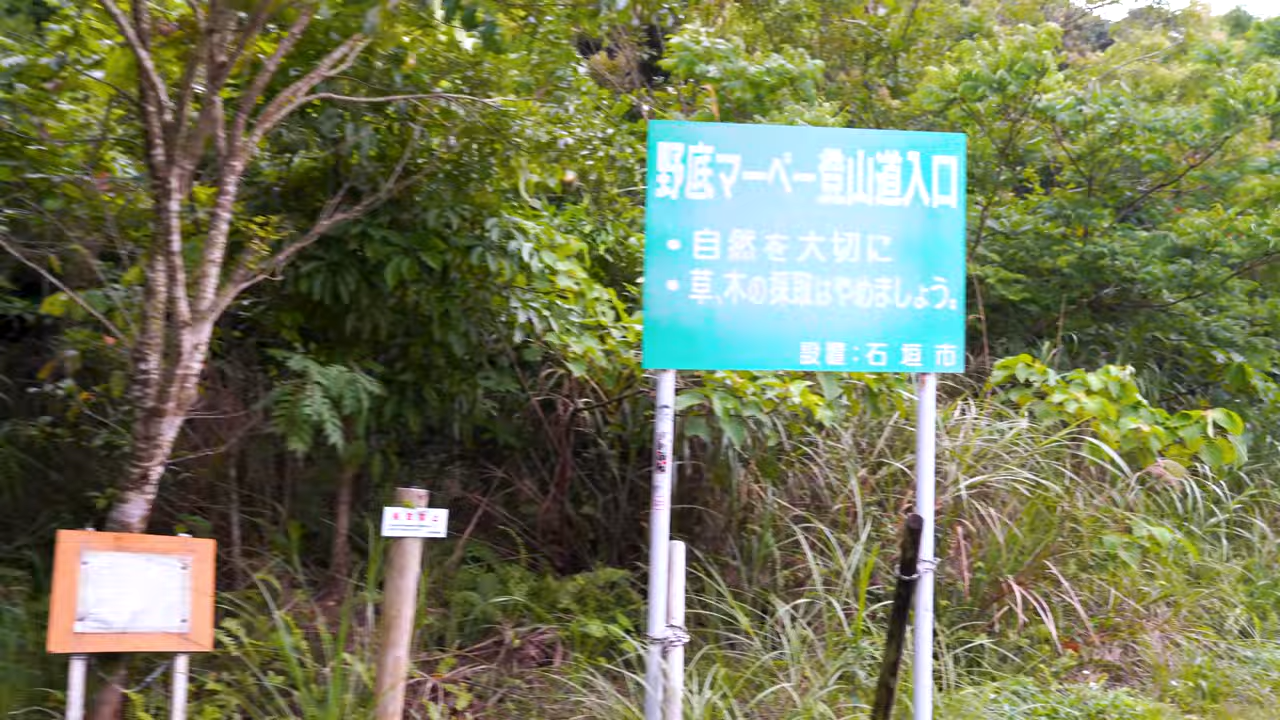 野底マーペー登山道入口
・自然を大切に
・草、木の採取はやめましょう。
設置：石垣市